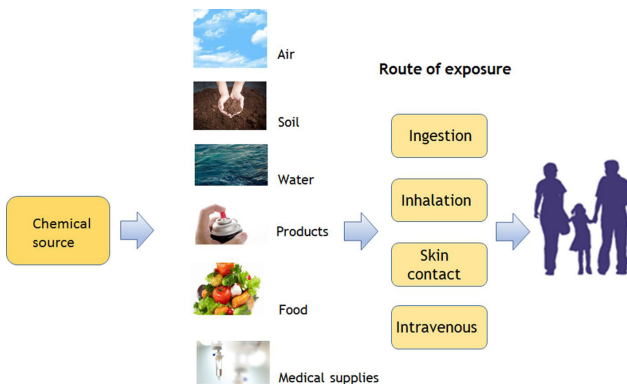 Air
Route of exposure
Soil
Ingestion
Water
Inhalation
Chemical
source
Products
Skin
contact
Food
Intravenous
Medical supplies